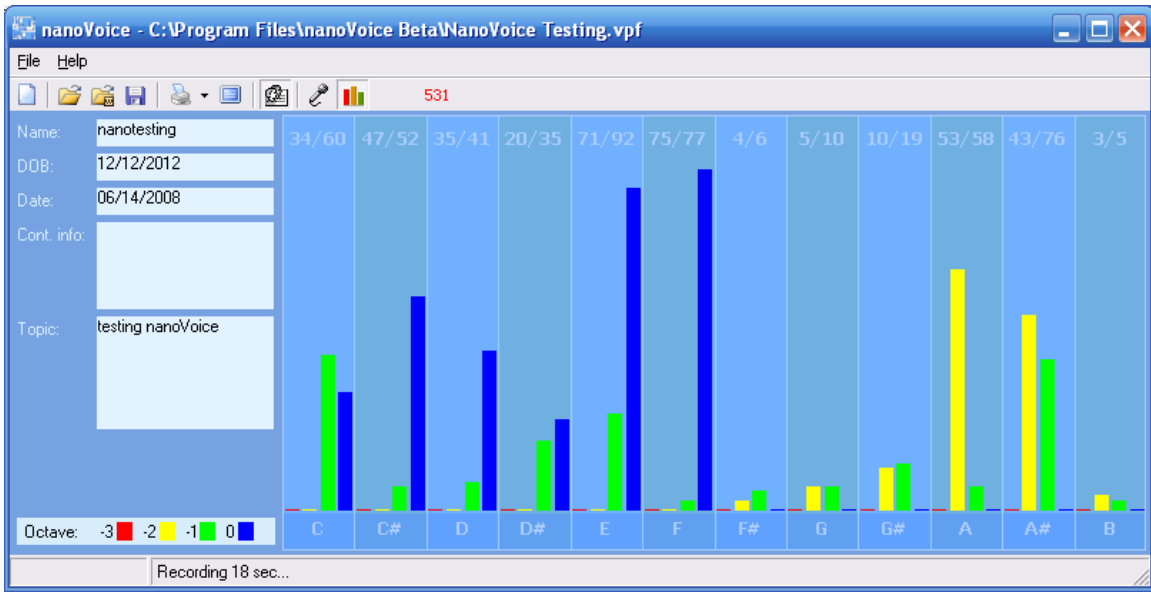 nanoVoice - C:\Program Files\nanoVoice Beta\NanoVoice Testing.vpf
File Help
531
Name: nanotesting
DOB: 12/12/2012
Date: 06/14/2008
Cont. info:
Topic: testing nanoVoice
34/60 47/52 35/41 20/35 71/92 75/77 4/6 5/10 10/19 53/58 43/76 3/5
C C# D D# E F F# G G# A A# B
Octave: -3 -2 -1 0
Recording 18 sec...